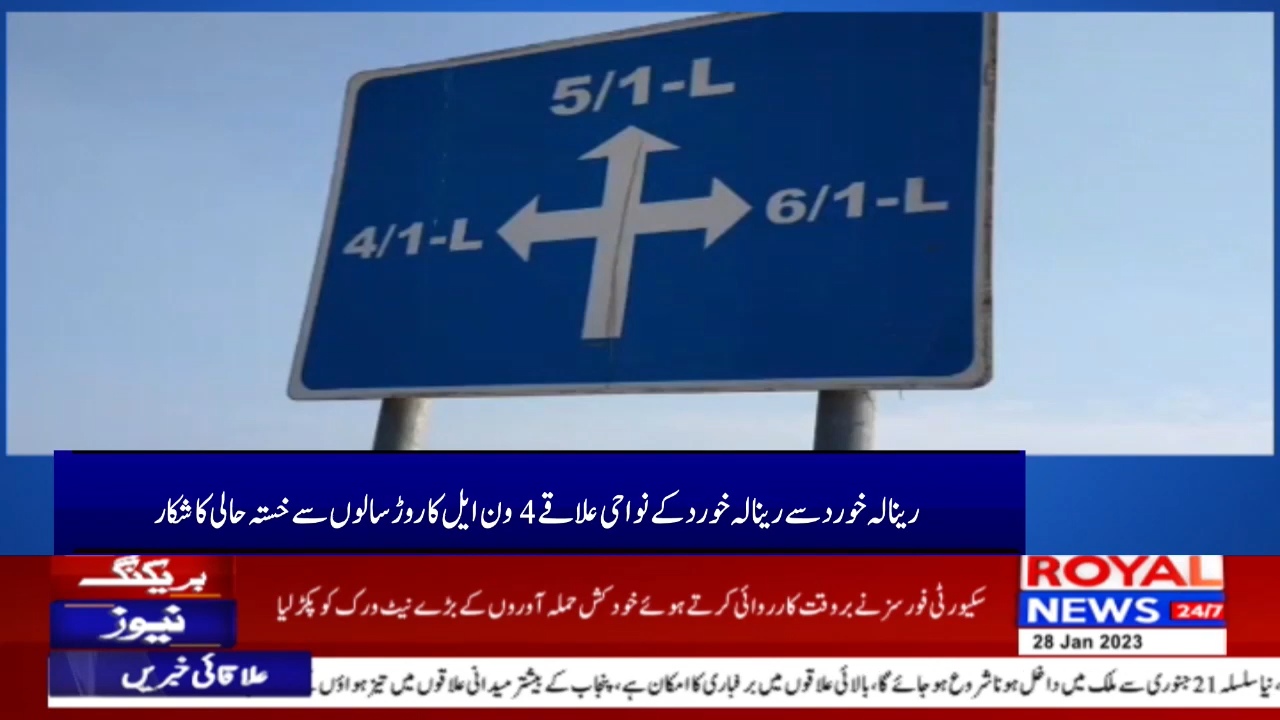 5/1-L
4/1-L
6/1-L
رینالہ خورد سے رینالہ خورد کے نواحی علاقے 4 ون ایل کا روڑ سالوں سے خستہ حالی کا شکار
بریکنگ
نیوز
سکیورٹی فورسز نے بروقت کارروائی کرتے ہوئے خودکش حملہ آوروں کے بڑے نیٹ ورک کو پکڑ لیا
ROYAL
NEWS 24/7
28 Jan 2023
علاقائی خبریں
نیا سلسلہ 21 جنوری سے ملک میں داخل ہونا شروع ہو جائے گا، بالائی علاقوں میں برفباری کا امکان ہے، پنجاب کے بیشتر میدانی علاقوں میں تیز ہواؤں